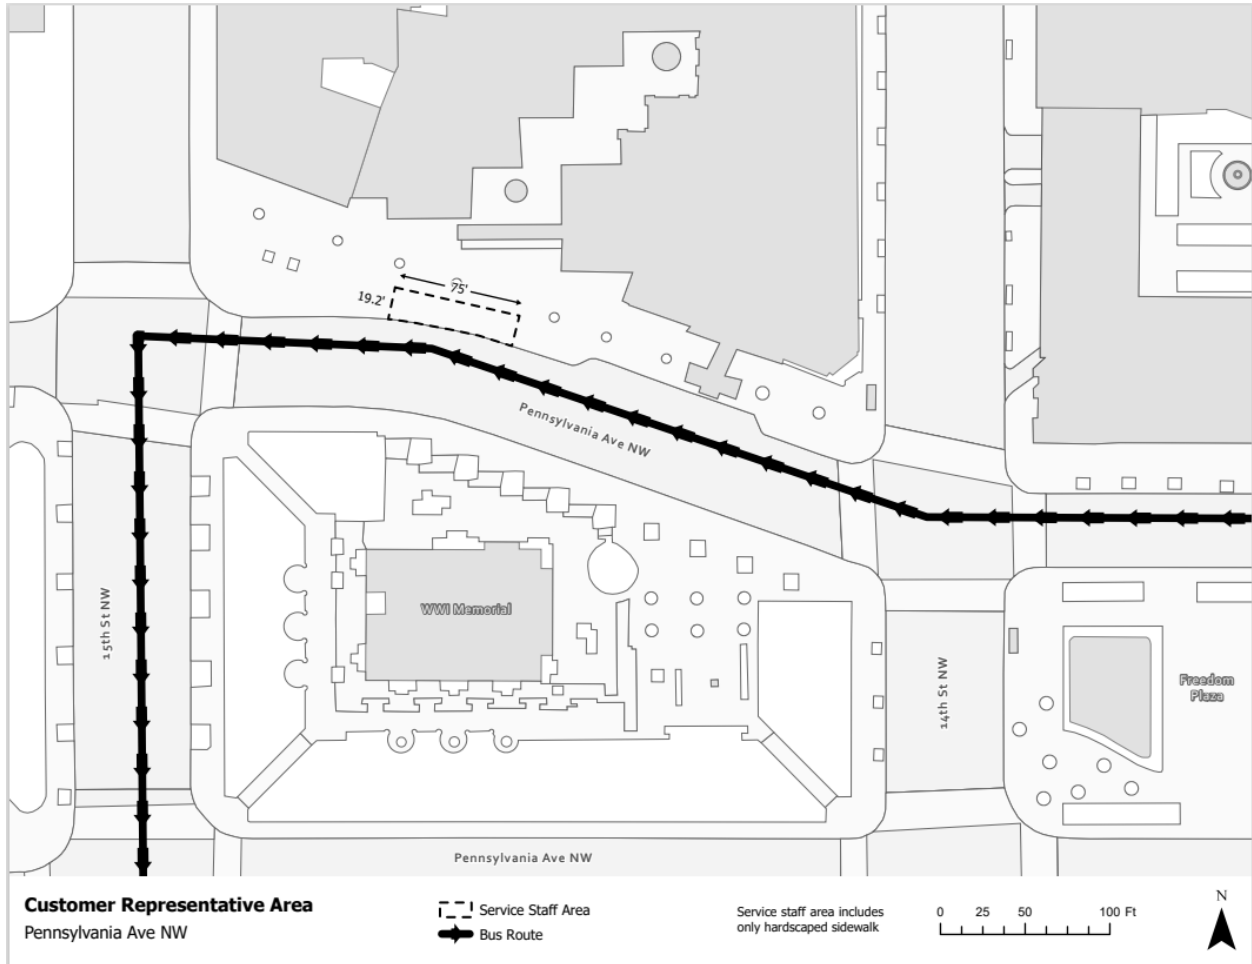 75'
19.2'
Pennsylvania Ave NW
WWI Memorial
15th St NW
14th St NW
Freedom
Plaza
Pennsylvania Ave NW
Customer Representative Area
Pennsylvania Ave NW
Service Staff Area
Bus Route
Service staff area includes
only hardscaped sidewalk
0 25 50 100 Ft
N